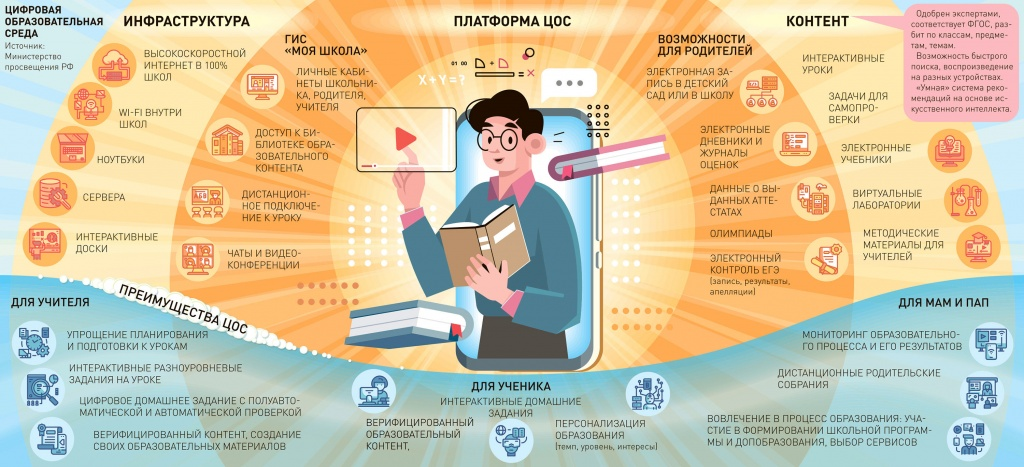 ЦИФРОВАЯ
ОБРАЗОВАТЕЛЬНАЯ
СРЕДА
Источник:
Министерство
просвещения РФ
ИНФРАСТРУКТУРА
ВЫСОКОСКОРОСТНОЙ
ИНТЕРНЕТ В 100%
ШКОЛ
WI-FI ВНУТРИ
ШКОЛ
НОУТБУКИ
СЕРВЕРА
ИНТЕРАКТИВНЫЕ
ДОСКИ
ПЛАТФОРМА ЦОС
ГИС
«МОЯ ШКОЛА»
ЛИЧНЫЕ КАБИ-
НЕТЫ ШКОЛЬНИ-
КА, РОДИТЕЛЯ,
УЧИТЕЛЯ
ДОСТУП К БИ-
БЛИОТЕКЕ ОБРА-
ЗОВАТЕЛЬНОГО
КОНТЕНТА
ДИСТАНЦИ-
ОННОЕ ПОДКЛЮ-
ЧЕНИЕ К УРОКУ
ЧАТЫ И ВИДЕО-
КОНФЕРЕНЦИИ
01 00
X+Y=?
ВОЗМОЖНОСТИ
ДЛЯ РОДИТЕЛЕЙ
ЭЛЕКТРОННАЯ ЗА-
ПИСЬ В ДЕТСКИЙ
САД ИЛИ В ШКОЛУ
ЭЛЕКТРОННЫЕ
ДНЕВНИКИ И
ЖУРНАЛЫ
ОЦЕНОК
ДАННЫЕ О ВЫ-
ДАННЫХ АТТЕ-
СТАТАХ
ОЛИМПИАДЫ
ЭЛЕКТРОННЫЙ
КОНТРОЛЬ ЕГЭ
(запись, результаты,
апелляции)
КОНТЕНТ
Одобрен экспертами,
соответствует ФГОС, раз-
бит по классам, предме-
там, темам.
Возможность быстрого
поиска, воспроизведение
на разных устройствах.
«Умная» система реко-
мендаций на основе ис-
кусственного интеллекта.
ИНТЕРАКТИВНЫЕ
УРОКИ
ЗАДАЧИ ДЛЯ
САМОПРО-
ВЕРКИ
ЭЛЕКТРОННЫЕ
УЧЕБНИКИ
ВИРТУАЛЬНЫЕ
ЛАБОРАТОРИИ
МЕТОДИЧЕСКИЕ
МАТЕРИАЛЫ ДЛЯ
УЧИТЕЛЕЙ
ПРЕИМУЩЕСТВА ЦОС
ДЛЯ УЧИТЕЛЯ
УПРОЩЕНИЕ ПЛАНИРОВАНИЯ
И ПОДГОТОВКИ К УРОКАМ
ИНТЕРАКТИВНЫЕ РАЗНОУРОВНЕВЫЕ
ЗАДАНИЯ НА УРОКЕ
ЦИФРОВОЕ ДОМАШНЕЕ ЗАДАНИЕ С ПОЛУАВТО-
МАТИЧЕСКОЙ И АВТОМАТИЧЕСКОЙ ПРОВЕРКОЙ
ВЕРИФИЦИРОВАННЫЙ КОНТЕНТ, СОЗДАНИЕ
СВОИХ ОБРАЗОВАТЕЛЬНЫХ МАТЕРИАЛОВ
ДЛЯ УЧЕНИКА
ИНТЕРАКТИВНЫЕ ДОМАШНИЕ
ЗАДАНИЯ
ВЕРИФИЦИРОВАННЫЙ
ОБРАЗОВАТЕЛЬНЫЙ
КОНТЕНТ,
ПЕРСОНАЛИЗАЦИЯ
ОБРАЗОВАНИЯ
(темп, уровень, интересы)
ДЛЯ МАМ И ПАП
МОНИТОРИНГ ОБРАЗОВАТЕЛЬНО-
ГО ПРОЦЕССА И ЕГО РЕЗУЛЬТАТОВ
ДИСТАНЦИОННЫЕ РОДИТЕЛЬСКИЕ
СОБРАНИЯ
ВОВЛЕЧЕНИЕ В ПРОЦЕСС ОБРАЗОВАНИЯ: УЧА-
СТИЕ В ФОРМИРОВАНИИ ШКОЛЬНОЙ ПРОГРАМ-
МЫ И ДОПОБРАЗОВАНИЯ, ВЫБОР СЕРВИСОВ